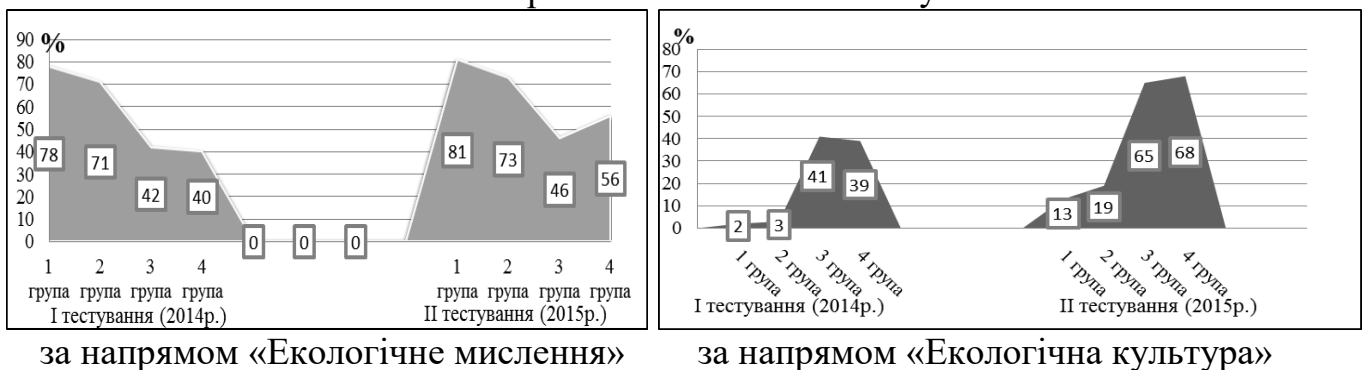 90 %
80
70
60
50
40
30
20
10
0
78 71 42 40 0 0 0 81 73 46 56
1 2 3 4 1 2 3 4
група група група група група група група група
І тестування (2014р.) ІІ тестування (2015р.)
%
80
70
60
50
40
30
20
10
0
2 3 41 39 13 19 65 68
1 група 2 група 3 група 4 група 1 група 2 група 3 група 4 група
І тестування (2014р.) ІІ тестування (2015р.)
за напрямом «Екологічне мислення» за напрямом «Екологічна культура»